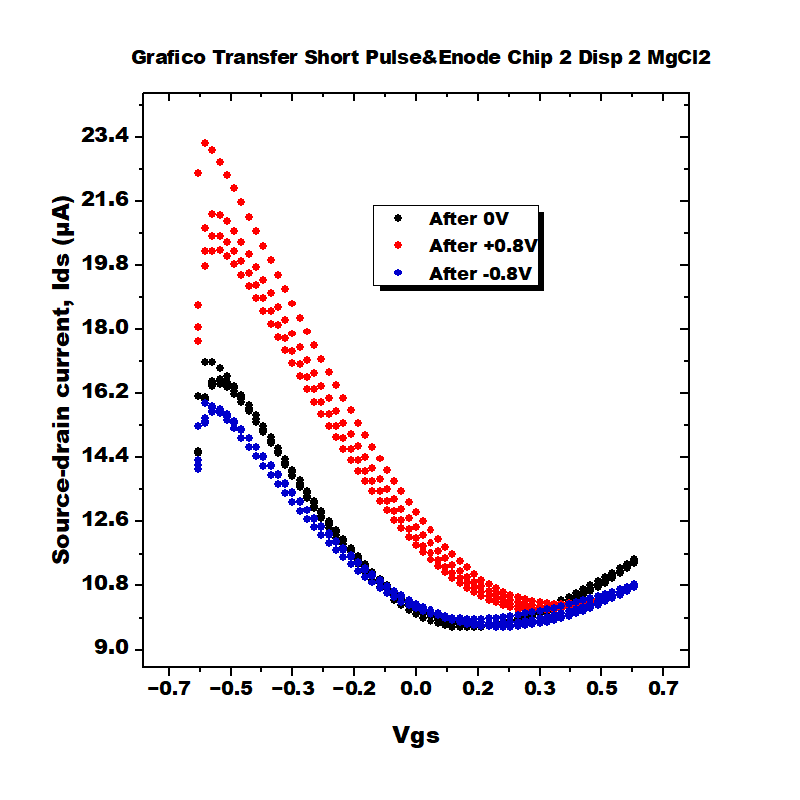 Grafico Transfer Short Pulse&Enode Chip 2 Disp 2 MgCl2
Source-drain current, Ids (µA)
23.4
21.6
19.8
18.0
16.2
14.4
12.6
10.8
9.0
After 0V
After +0.8V
After -0.8V
−0.7 −0.5 −0.3 −0.2 0.0 0.2 0.3 0.5 0.7
Vgs